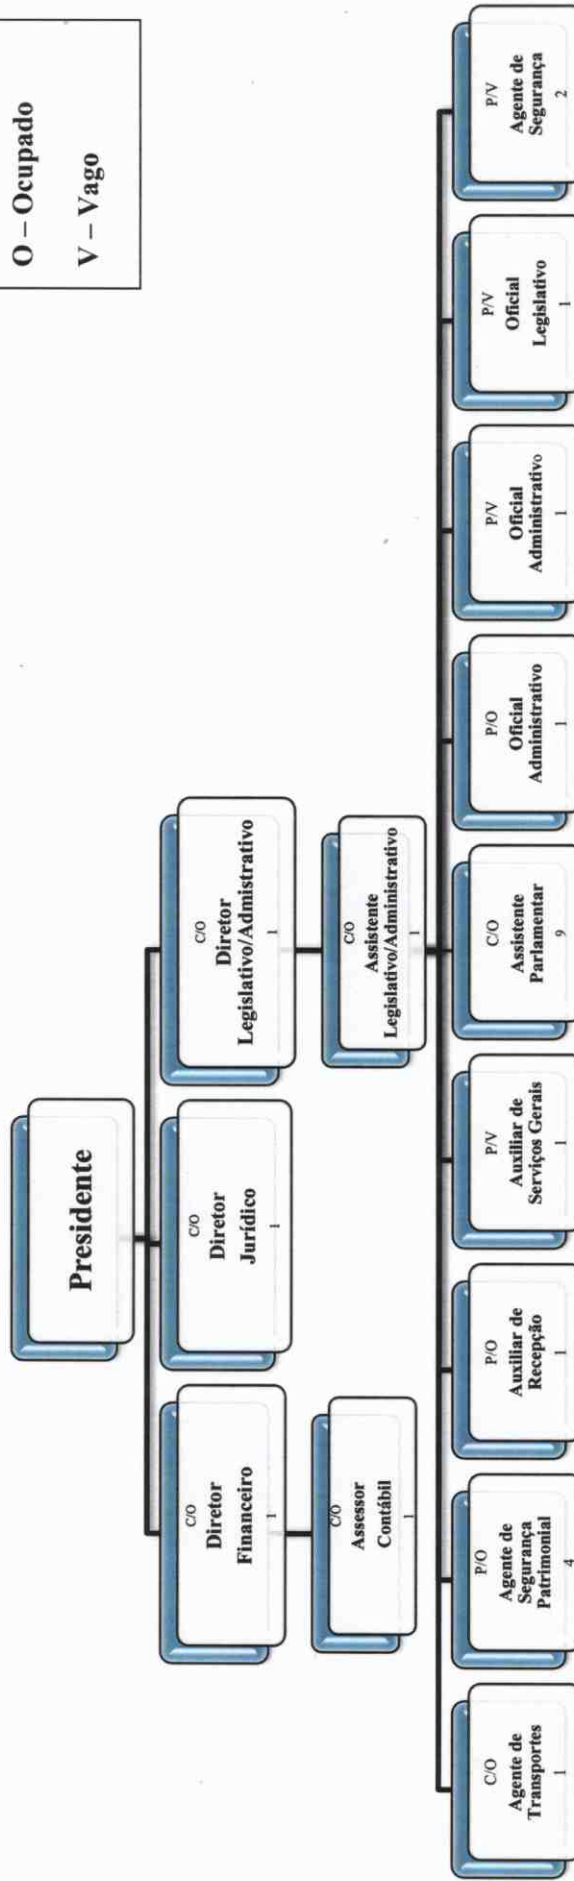 O – Ocupado
V – Vago
Presidente
C/O
Diretor
Financeiro
1
C/O
Diretor
Jurídico
1
C/O
Diretor
Legislativo/Admistrativo
1
C/O
Assessor
Contábil
1
C/O
Assistente
Legislativo/Administrativo
1
C/O
Agente de
Transportes
1
P/O
Agente de
Segurança
Patrimonial
4
P/O
Auxiliar de
Recepção
1
P/V
Auxiliar de
Serviços Gerais
1
C/O
Assistente
Parlamentar
9
P/O
Oficial
Administrativo
1
P/V
Oficial
Administrativo
1
P/V
Oficial
Legislativo
1
P/V
Agente de
Segurança
2